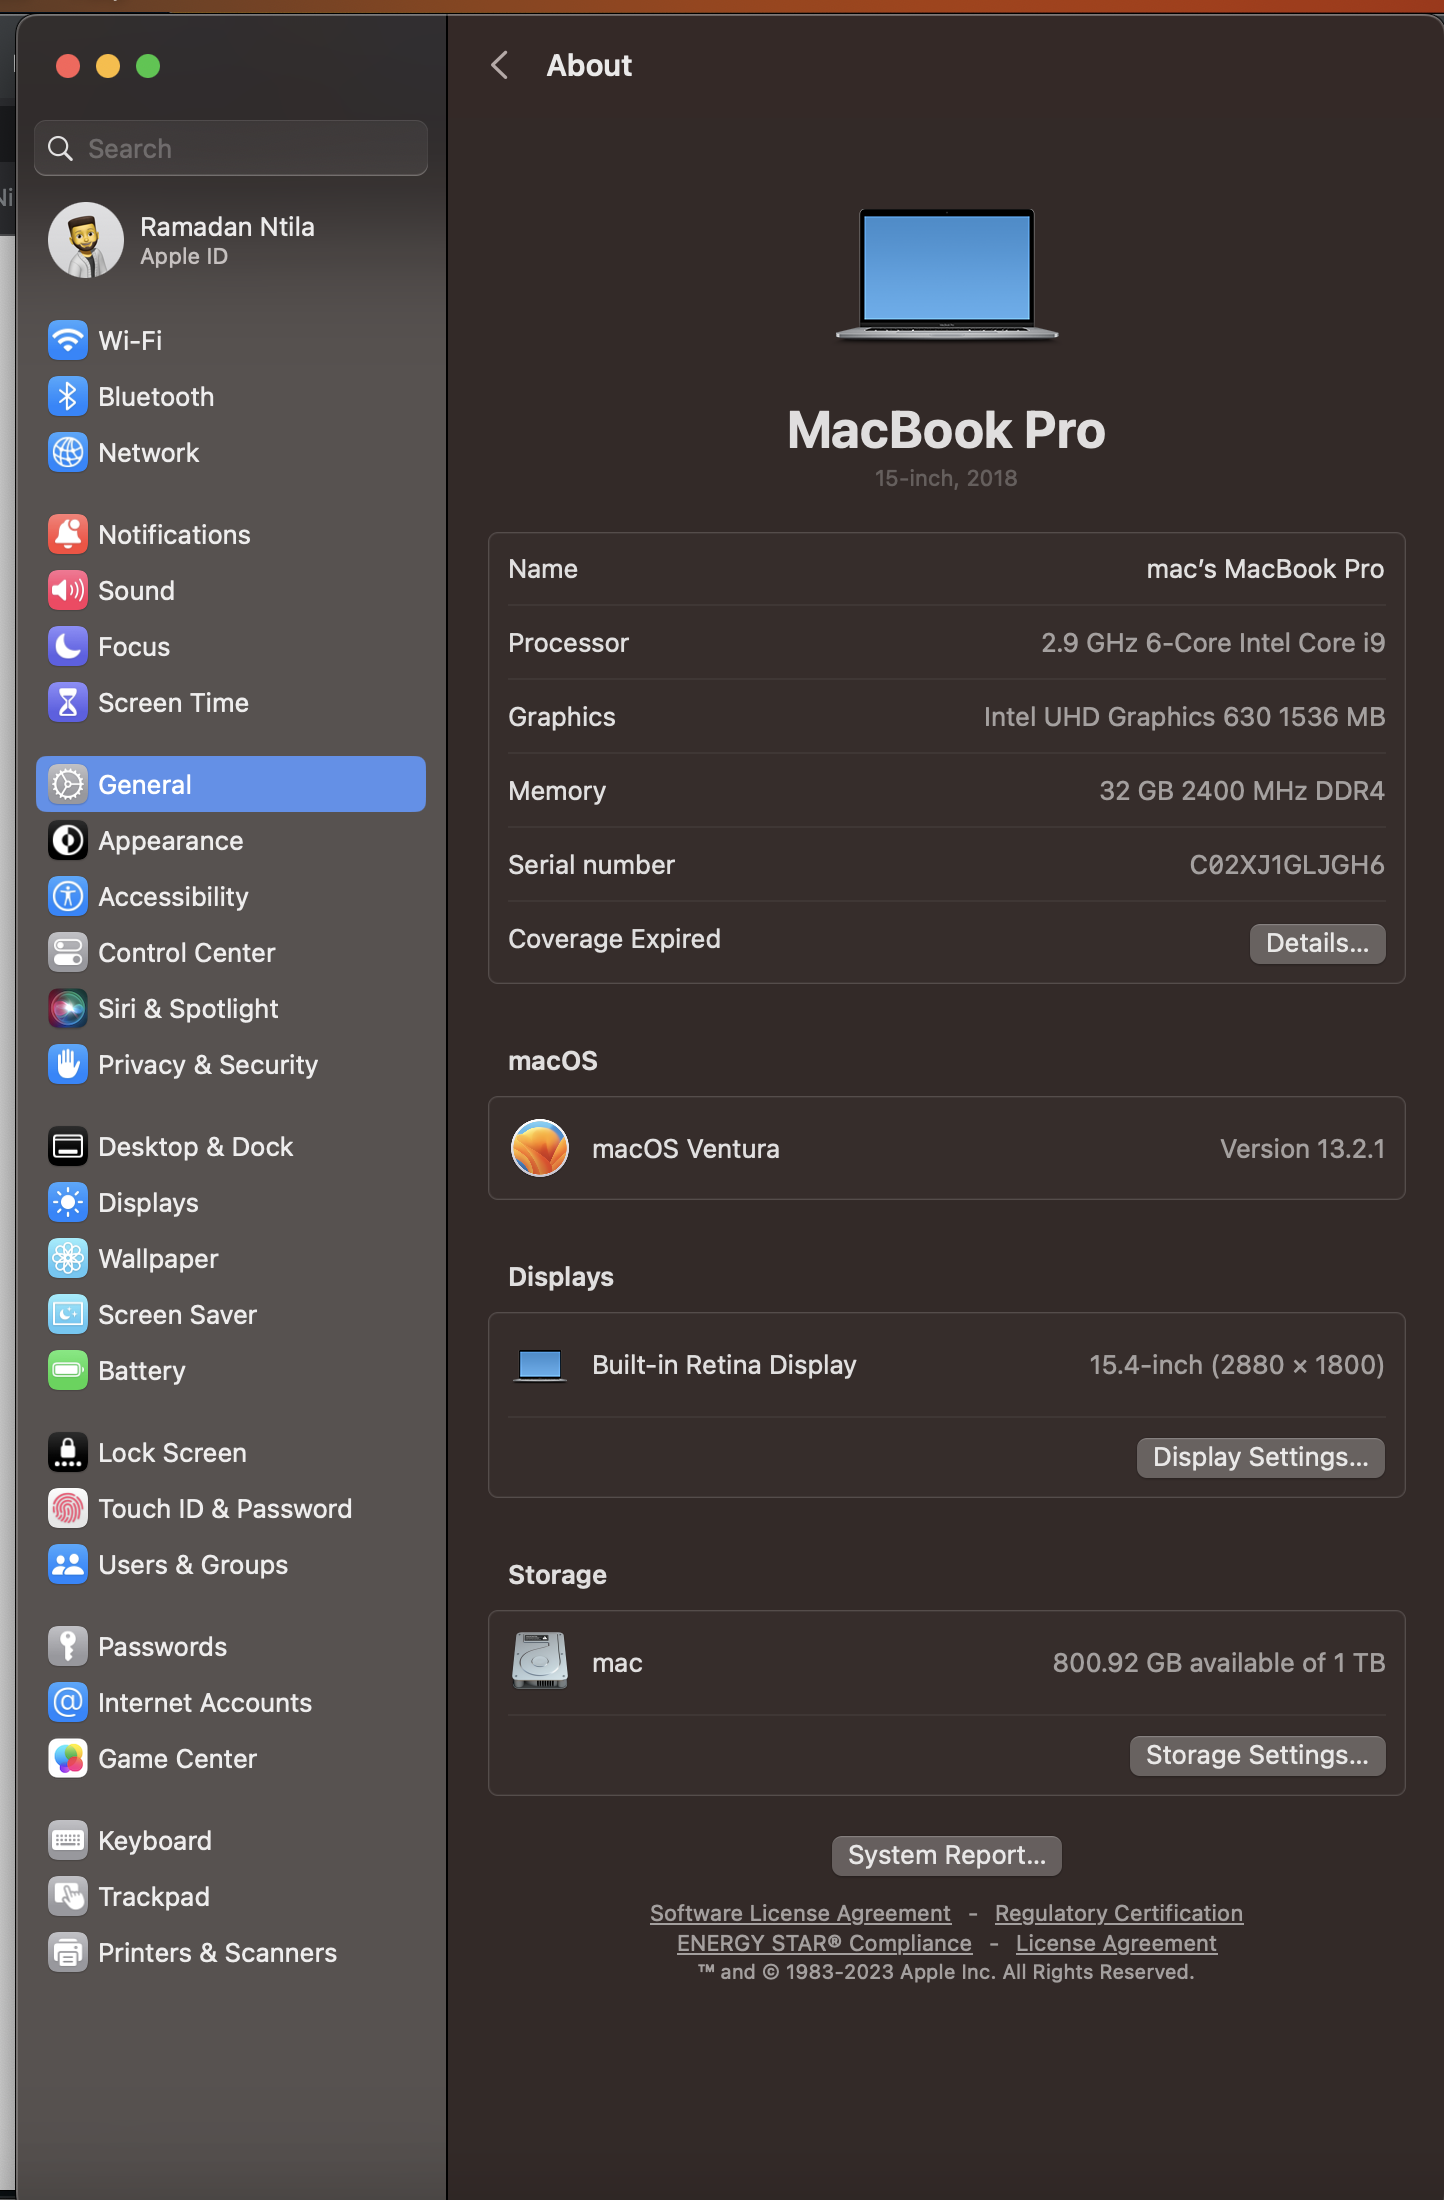 About
Search
Ramadan Ntila
Apple ID
Wi-Fi
Bluetooth
Network
Notifications
Sound
Focus
Screen Time
General
Appearance
Accessibility
Control Center
Siri & Spotlight
Privacy & Security
Desktop & Dock
Displays
Wallpaper
Screen Saver
Battery
Lock Screen
Touch ID & Password
Users & Groups
Passwords
Internet Accounts
Game Center
Keyboard
Trackpad
Printers & Scanners
MacBook Pro
15-inch, 2018
Name mac’s MacBook Pro
Processor 2.9 GHz 6-Core Intel Core i9
Graphics Intel UHD Graphics 630 1536 MB
Memory 32 GB 2400 MHz DDR4
Serial number C02XJ1GLJGH6
Coverage Expired Details...
macOS
macOS Ventura Version 13.2.1
Displays
Built-in Retina Display 15.4-inch (2880 × 1800)
Display Settings...
Storage
mac 800.92 GB available of 1 TB
Storage Settings...
System Report...
Software License Agreement - Regulatory Certification
ENERGY STAR® Compliance - License Agreement
™ and © 1983-2023 Apple Inc. All Rights Reserved.